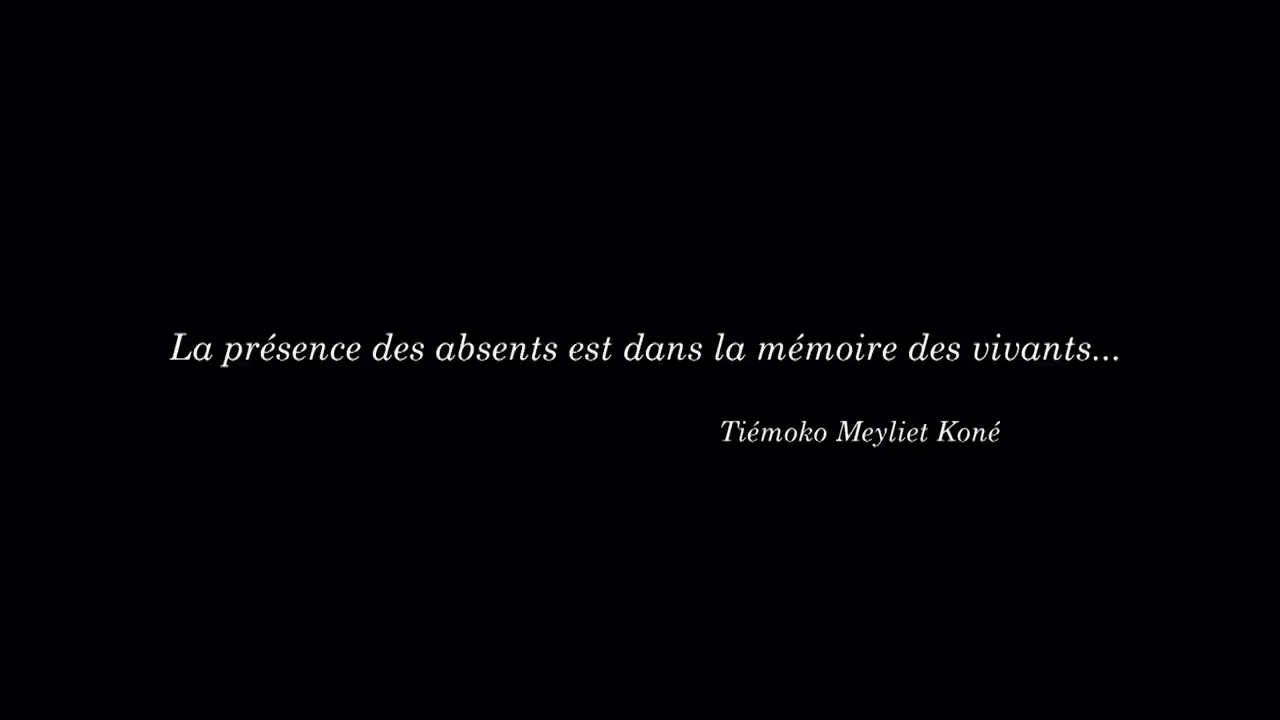 La présence des absents est dans la mémoire des vivants...
Tiémoko Meyliet Koné